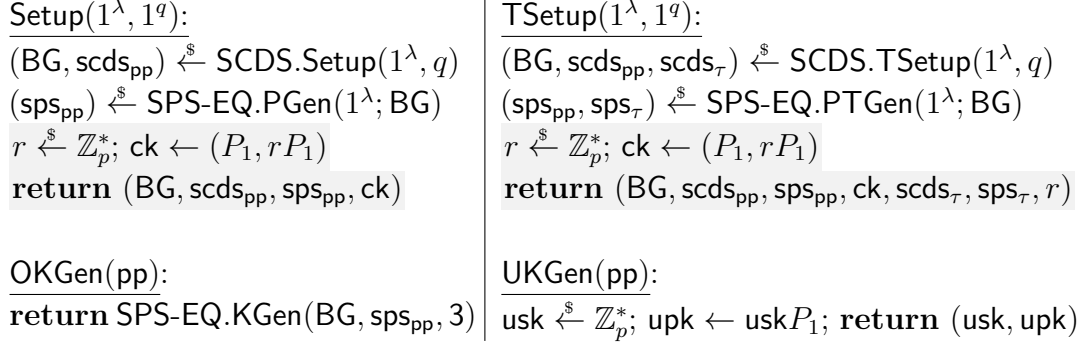 Setup(1^λ, 1^q):
(BG, scds_pp) ←$ SCDS.Setup(1^λ, q)
(sps_pp) ←$ SPS-EQ.PGen(1^λ; BG)
r ←$ ℤ_p^*; ck ← (P_1, rP_1)
return (BG, scds_pp, sps_pp, ck)
OKGen(pp):
return SPS-EQ.KGen(BG, sps_pp, 3)
TSetup(1^λ, 1^q):
(BG, scds_pp, scds_τ) ←$ SCDS.TSetup(1^λ, q)
(sps_pp, sps_τ) ←$ SPS-EQ.PTGen(1^λ; BG)
r ←$ ℤ_p^*; ck ← (P_1, rP_1)
return (BG, scds_pp, sps_pp, ck, scds_τ, sps_τ, r)
UKGen(pp):
usk ←$ ℤ_p^*; upk ← uskP_1; return (usk, upk)